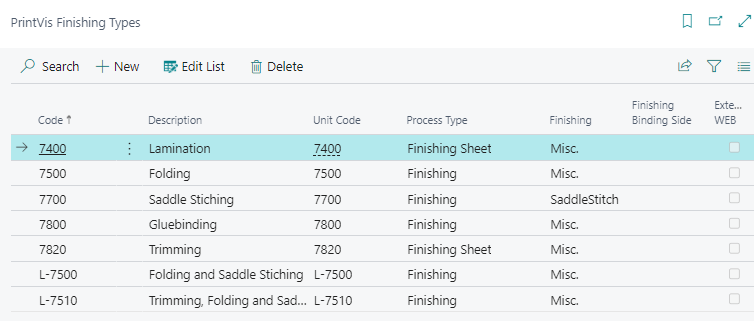 PrintVis Finishing Types
Search New Edit List Delete
Code ↑ Description Unit Code Process Type Finishing Finishing Binding Side Exte... WEB
7400 Lamination 7400 Finishing Sheet Misc.
7500 Folding 7500 Finishing Misc.
7700 Saddle Stiching 7700 Finishing SaddleStitch
7800 Gluebinding 7800 Finishing Misc.
7820 Trimming 7820 Finishing Sheet Misc.
L-7500 Folding and Saddle Stiching L-7500 Finishing Misc.
L-7510 Trimming, Folding and Sad... L-7510 Finishing Misc.